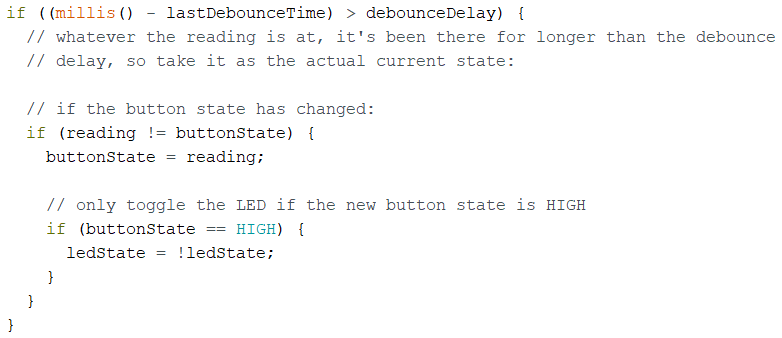 if ((millis() - lastDebounceTime) > debounceDelay) {
  // whatever the reading is at, it's been there for longer than the debounce
  // delay, so take it as the actual current state:

  // if the button state has changed:
  if (reading != buttonState) {
    buttonState = reading;

    // only toggle the LED if the new button state is HIGH
    if (buttonState == HIGH) {
      ledState = !ledState;
    }
  }
}